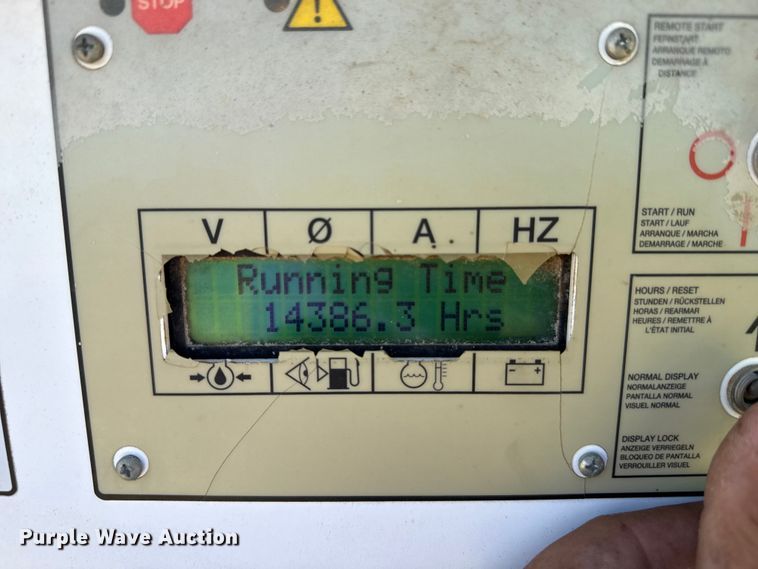 STOP
REMOTE START
FERNSTART
ARRANQUE REMOTO
DEMARRAGE À
DISTANCE
START / RUN
START / LAUF
ARRANQUE / MARCHA
DEMARRAGE / MARCHE
V Ø A. HZ
Running Time
14386.3 Hrs
HOURS / RESET
STUNDEN / RÜCKSTELLEN
HORAS / REARMAR
HEURES / REMETTRE À
L'ÉTAT INITIAL
NORMAL DISPLAY
NORMALANZEIGE
PANTALLA NORMAL
VISUEL NORMAL
DISPLAY LOCK
ANZEIGE VERRIEGELN
BLOQUEO DE PANTALLA
VERROUILLER VISUEL
Purple Wave Auction